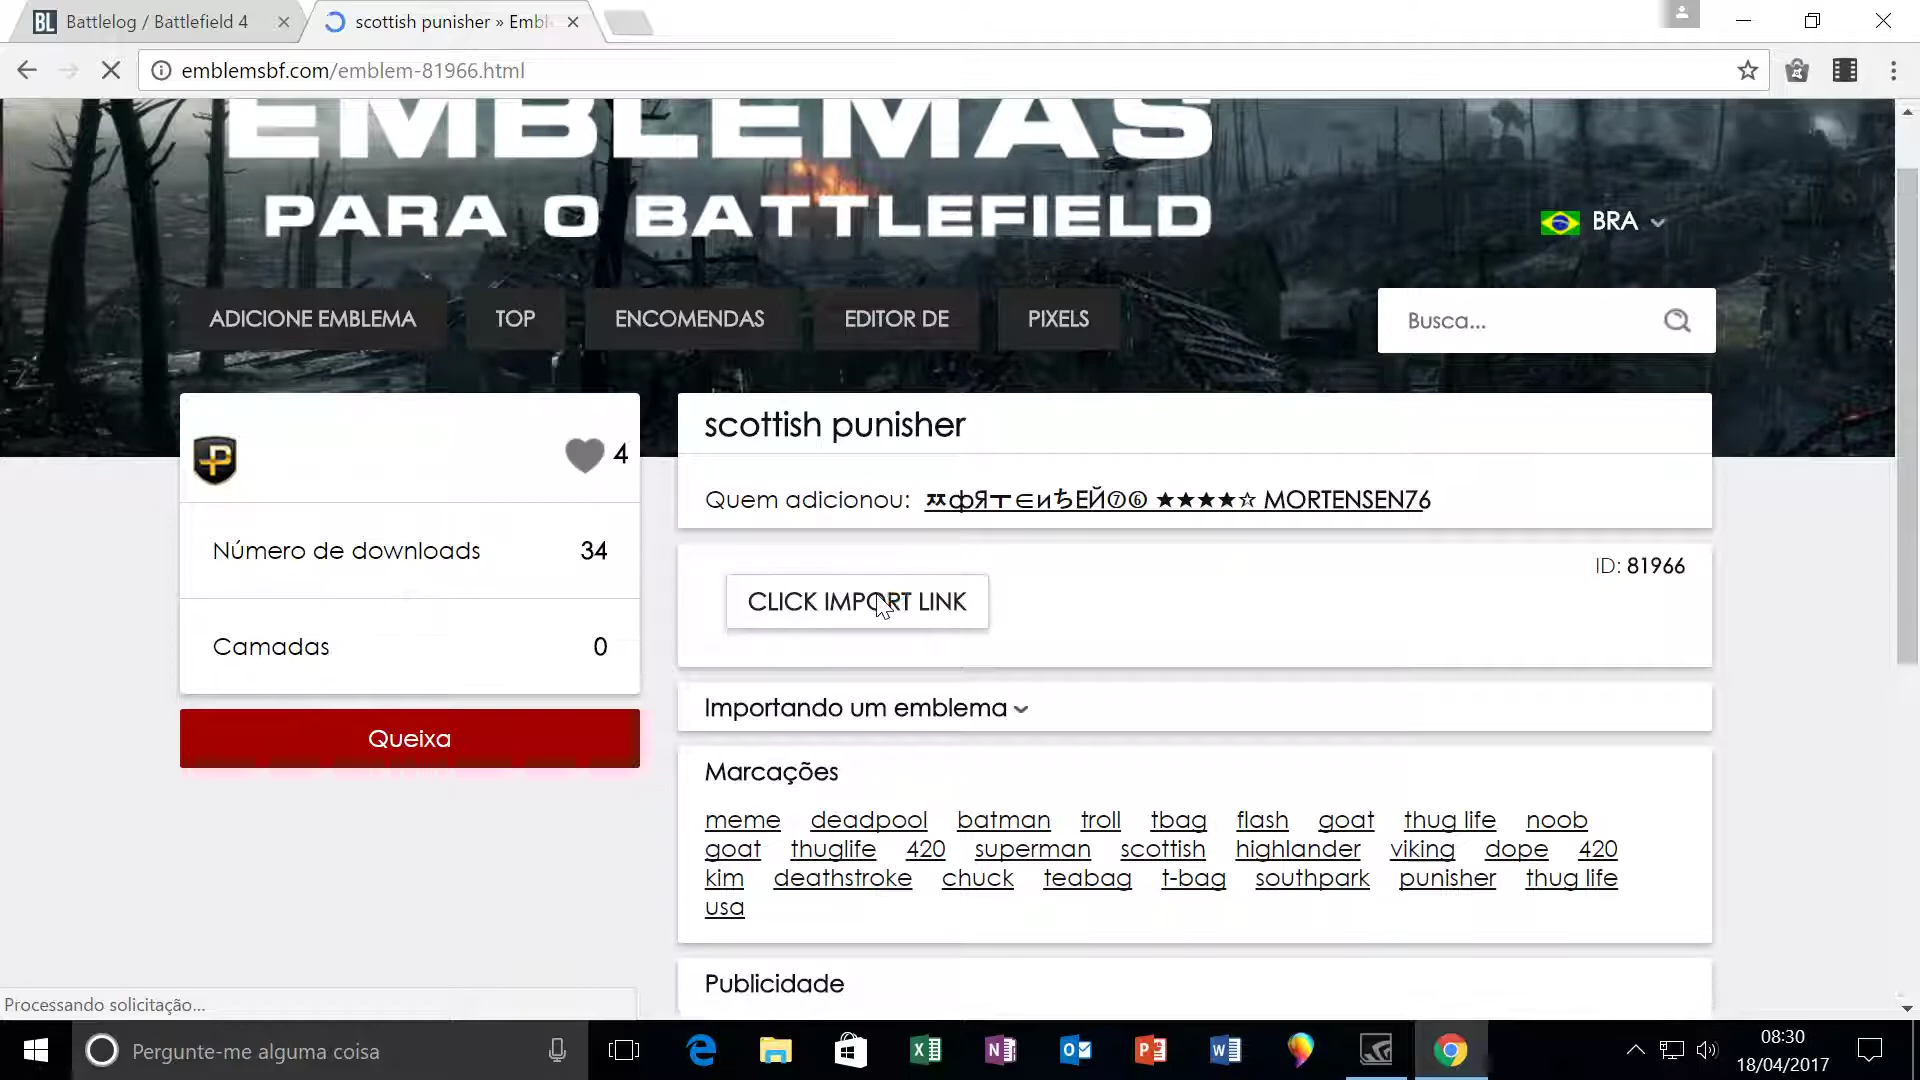 BL Battlelog / Battlefield 4
scottish punisher » Embl
emblemsbf.com/emblem-81966.html
EMBLEMAS
PARA O BATTLEFIELD
BRA
ADICIONE EMBLEMA TOP ENCOMENDAS EDITOR DE PIXELS
Busca...
4
Número de downloads 34
Camadas 0
Queixa
scottish punisher
Quem adicionou: MORTENSEN76
ID: 81966
CLICK IMPORT LINK
Importando um emblema
Marcações
meme deadpool batman troll tbag flash goat thug life noob
goat thuglife 420 superman scottish highlander viking dope 420
kim deathstroke chuck teabag t-bag southpark punisher thug life
usa
Publicidade
Processando solicitação...
Pergunte-me alguma coisa
08:30
18/04/2017